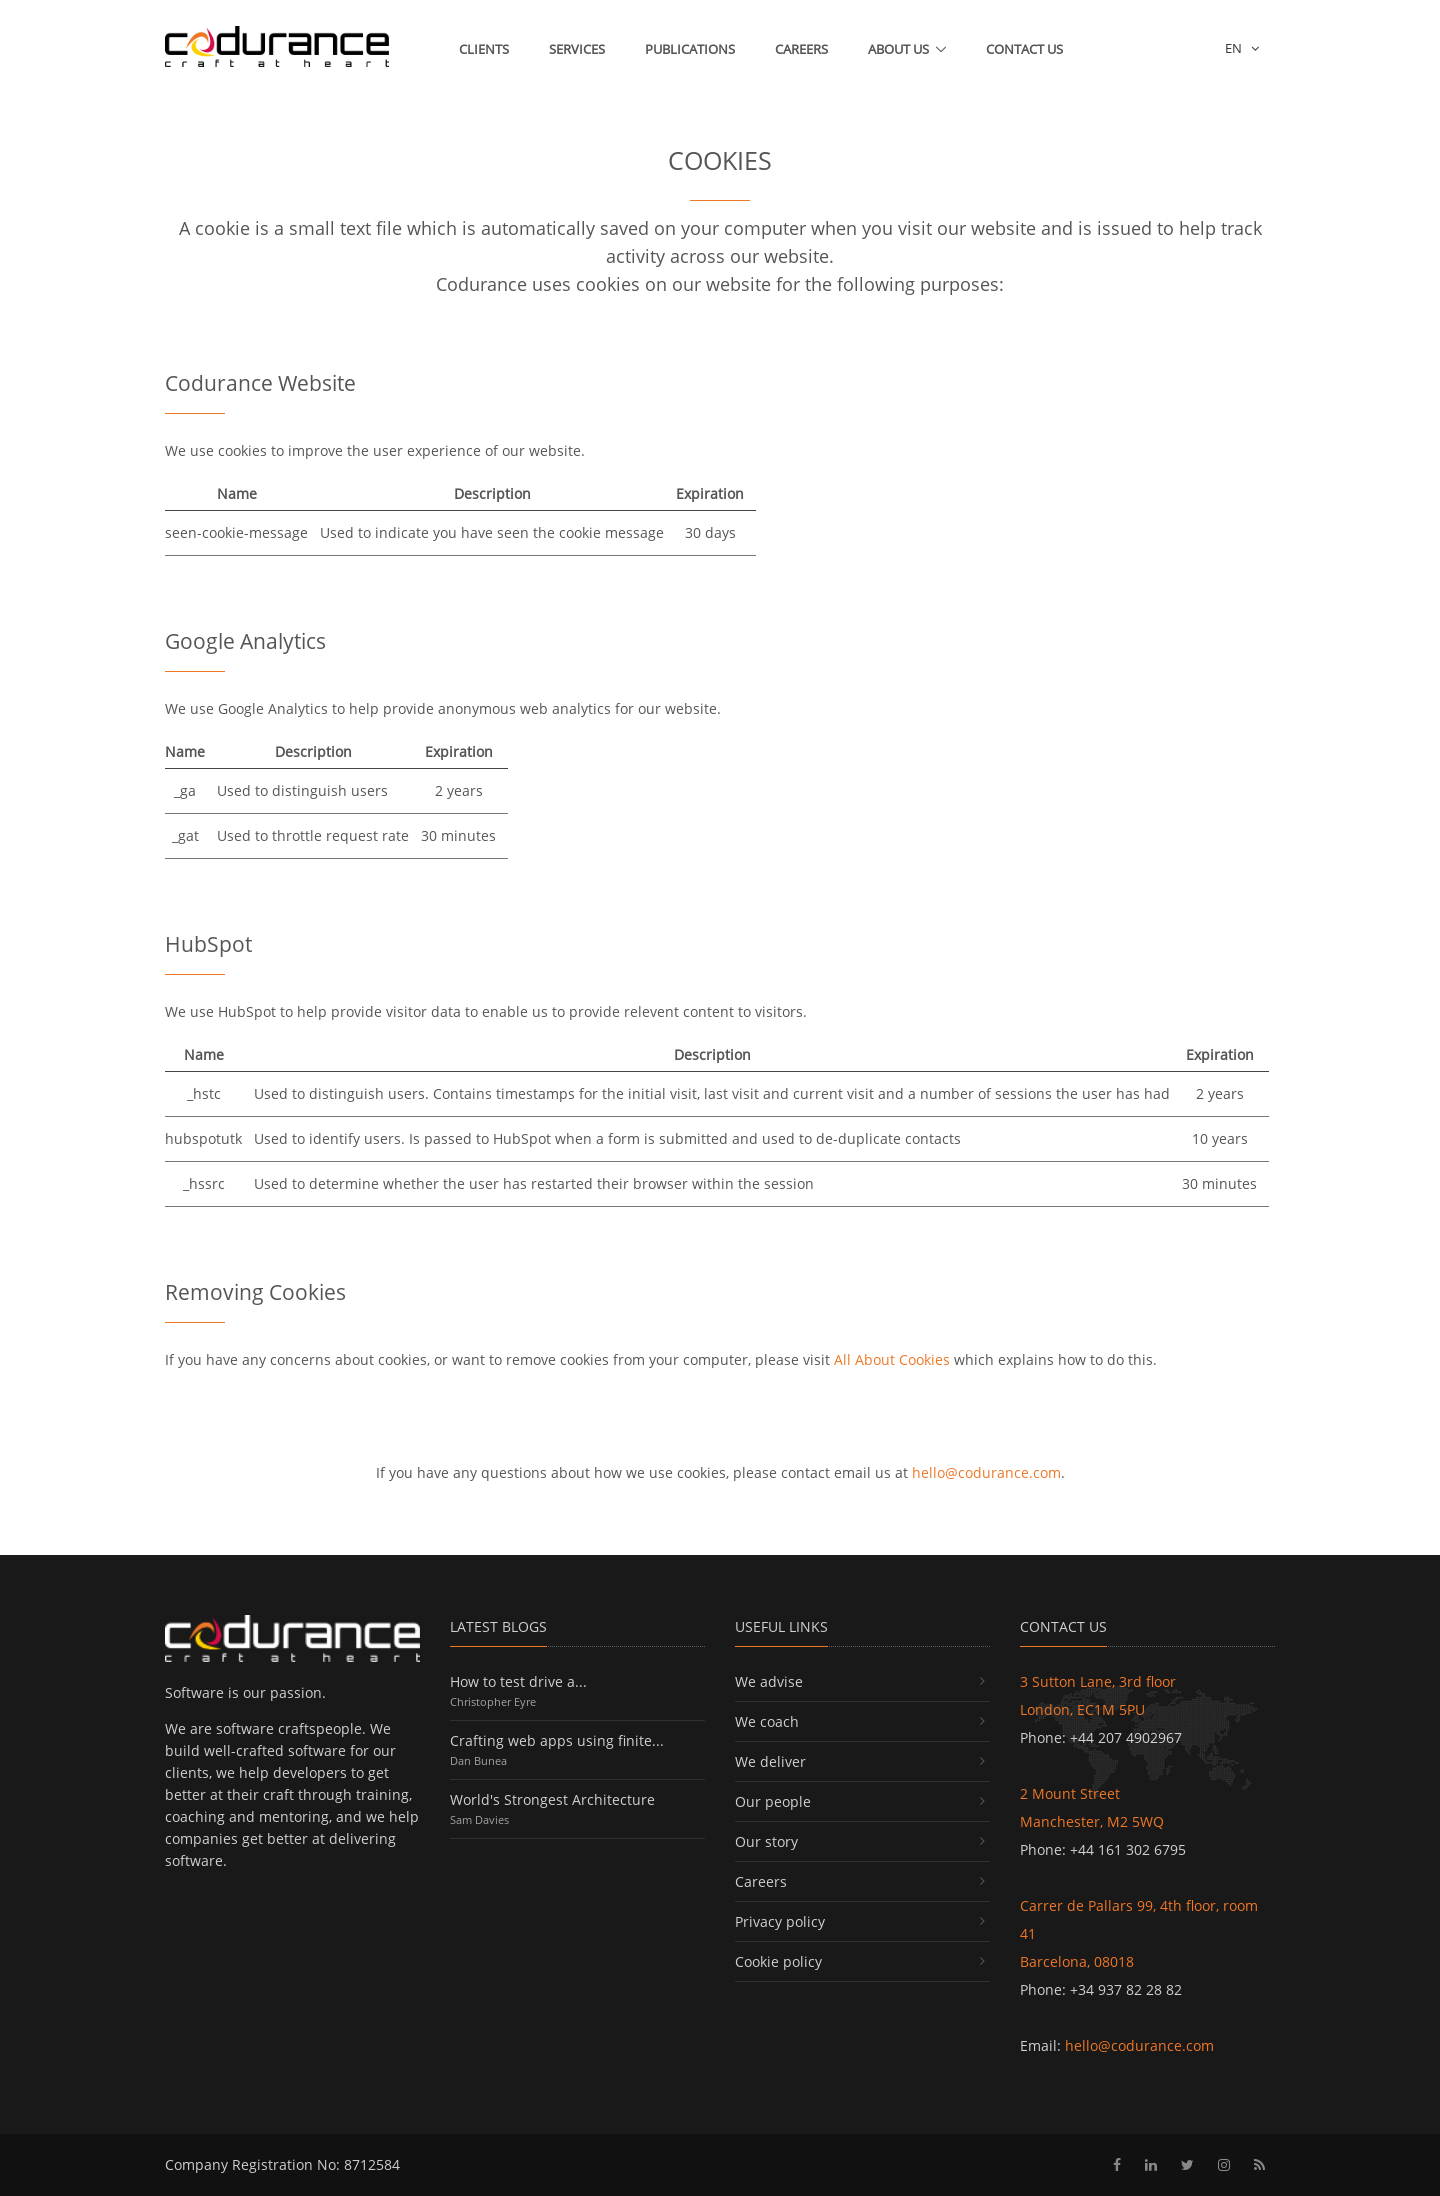 codurance
craft at heart
CLIENTS SERVICES PUBLICATIONS CAREERS ABOUT US CONTACT US EN
COOKIES
A cookie is a small text file which is automatically saved on your computer when you visit our website and is issued to help track
activity across our website.
Codurance uses cookies on our website for the following purposes:
Codurance Website
We use cookies to improve the user experience of our website.
Name Description Expiration
seen-cookie-message Used to indicate you have seen the cookie message 30 days
Google Analytics
We use Google Analytics to help provide anonymous web analytics for our website.
Name Description Expiration
_ga Used to distinguish users 2 years
_gat Used to throttle request rate 30 minutes
HubSpot
We use HubSpot to help provide visitor data to enable us to provide relevent content to visitors.
Name Description Expiration
_hstc Used to distinguish users. Contains timestamps for the initial visit, last visit and current visit and a number of sessions the user has had 2 years
hubspotutk Used to identify users. Is passed to HubSpot when a form is submitted and used to de-duplicate contacts 10 years
_hssrc Used to determine whether the user has restarted their browser within the session 30 minutes
Removing Cookies
If you have any concerns about cookies, or want to remove cookies from your computer, please visit All About Cookies which explains how to do this.
If you have any questions about how we use cookies, please contact email us at hello@codurance.com.
codurance
craft at heart
Software is our passion.
We are software craftspeople. We
build well-crafted software for our
clients, we help developers to get
better at their craft through training,
coaching and mentoring, and we help
companies get better at delivering
software.
LATEST BLOGS
How to test drive a...
Christopher Eyre
Crafting web apps using finite...
Dan Bunea
World's Strongest Architecture
Sam Davies
USEFUL LINKS
We advise
We coach
We deliver
Our people
Our story
Careers
Privacy policy
Cookie policy
CONTACT US
3 Sutton Lane, 3rd floor
London, EC1M 5PU
Phone: +44 207 4902967
2 Mount Street
Manchester, M2 5WQ
Phone: +44 161 302 6795
Carrer de Pallars 99, 4th floor, room
41
Barcelona, 08018
Phone: +34 937 82 28 82
Email: hello@codurance.com
Company Registration No: 8712584